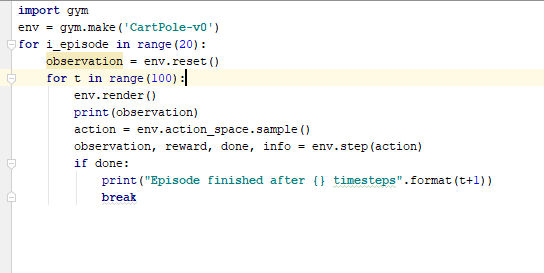 import gym
env = gym.make('CartPole-v0')
for i_episode in range(20):
    observation = env.reset()
    for t in range(100):
        env.render()
        print(observation)
        action = env.action_space.sample()
        observation, reward, done, info = env.step(action)
        if done:
            print("Episode finished after {} timesteps".format(t+1))
            break